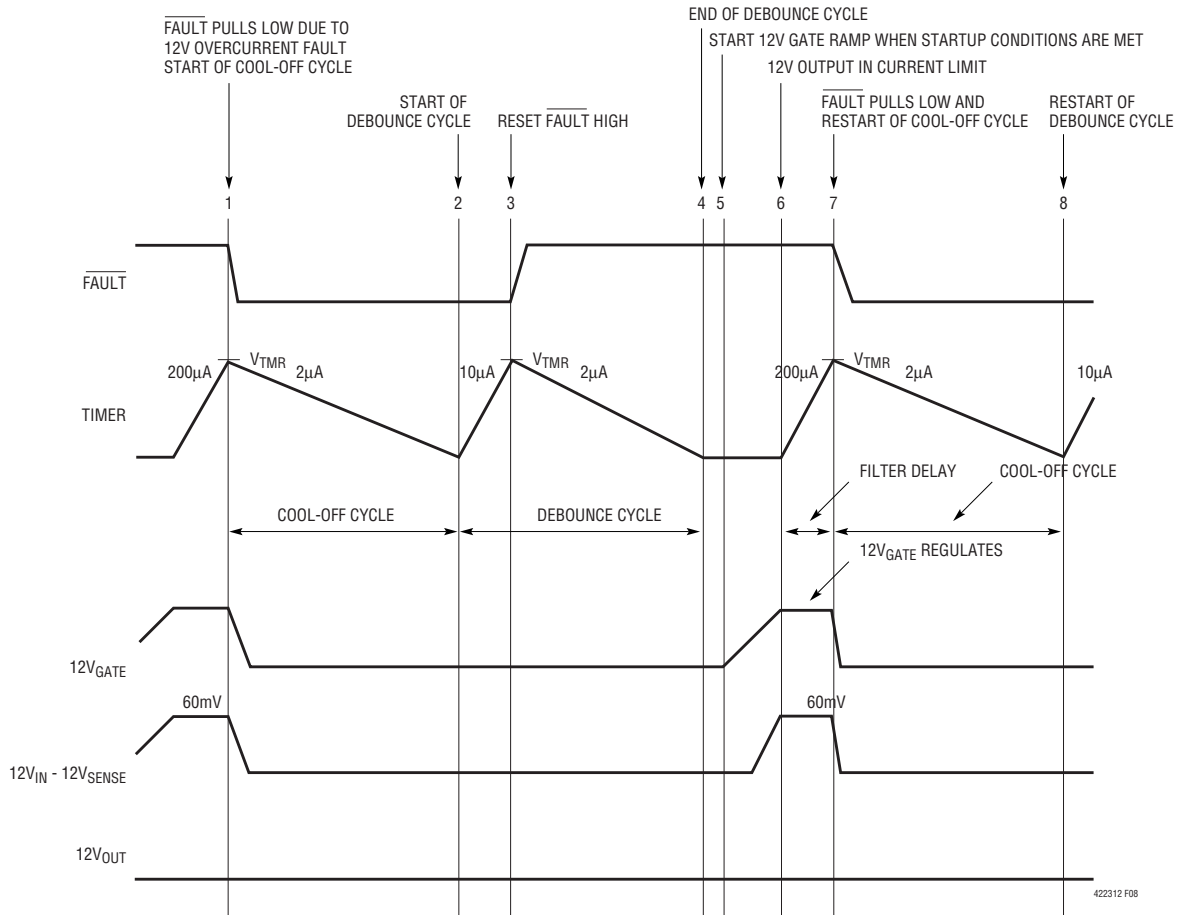 FAULT PULLS LOW DUE TO
12V OVERCURRENT FAULT
START OF COOL-OFF CYCLE
START OF
DEBOUNCE CYCLE
RESET FAULT HIGH
END OF DEBOUNCE CYCLE
START 12V GATE RAMP WHEN STARTUP CONDITIONS ARE MET
12V OUTPUT IN CURRENT LIMIT
FAULT PULLS LOW AND
RESTART OF COOL-OFF CYCLE
RESTART OF
DEBOUNCE CYCLE
1 2 3 4 5 6 7 8
FAULT
TIMER
200µA VTMR 2µA 10µA VTMR 2µA 200µA VTMR 2µA 10µA
FILTER DELAY
COOL-OFF CYCLE
COOL-OFF CYCLE
DEBOUNCE CYCLE
12VGATE REGULATES
12VGATE
60mV 60mV
12VIN - 12VSENSE
12VOUT
422312 F08